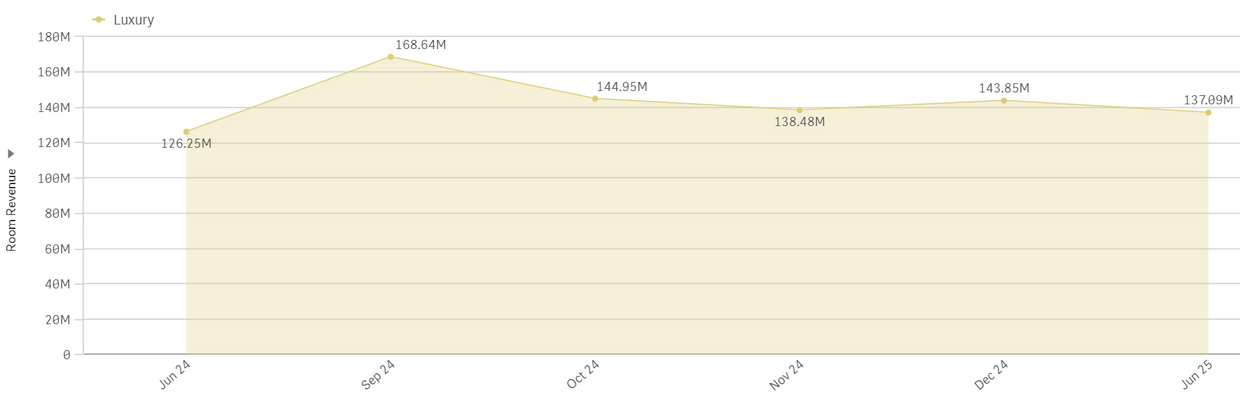 Luxury
180M
160M
140M
120M
100M
80M
60M
40M
20M
0
Room Revenue
126.25M
168.64M
144.95M
138.48M
143.85M
137.09M
Jun 24
Sep 24
Oct 24
Nov 24
Dec 24
Jun 25